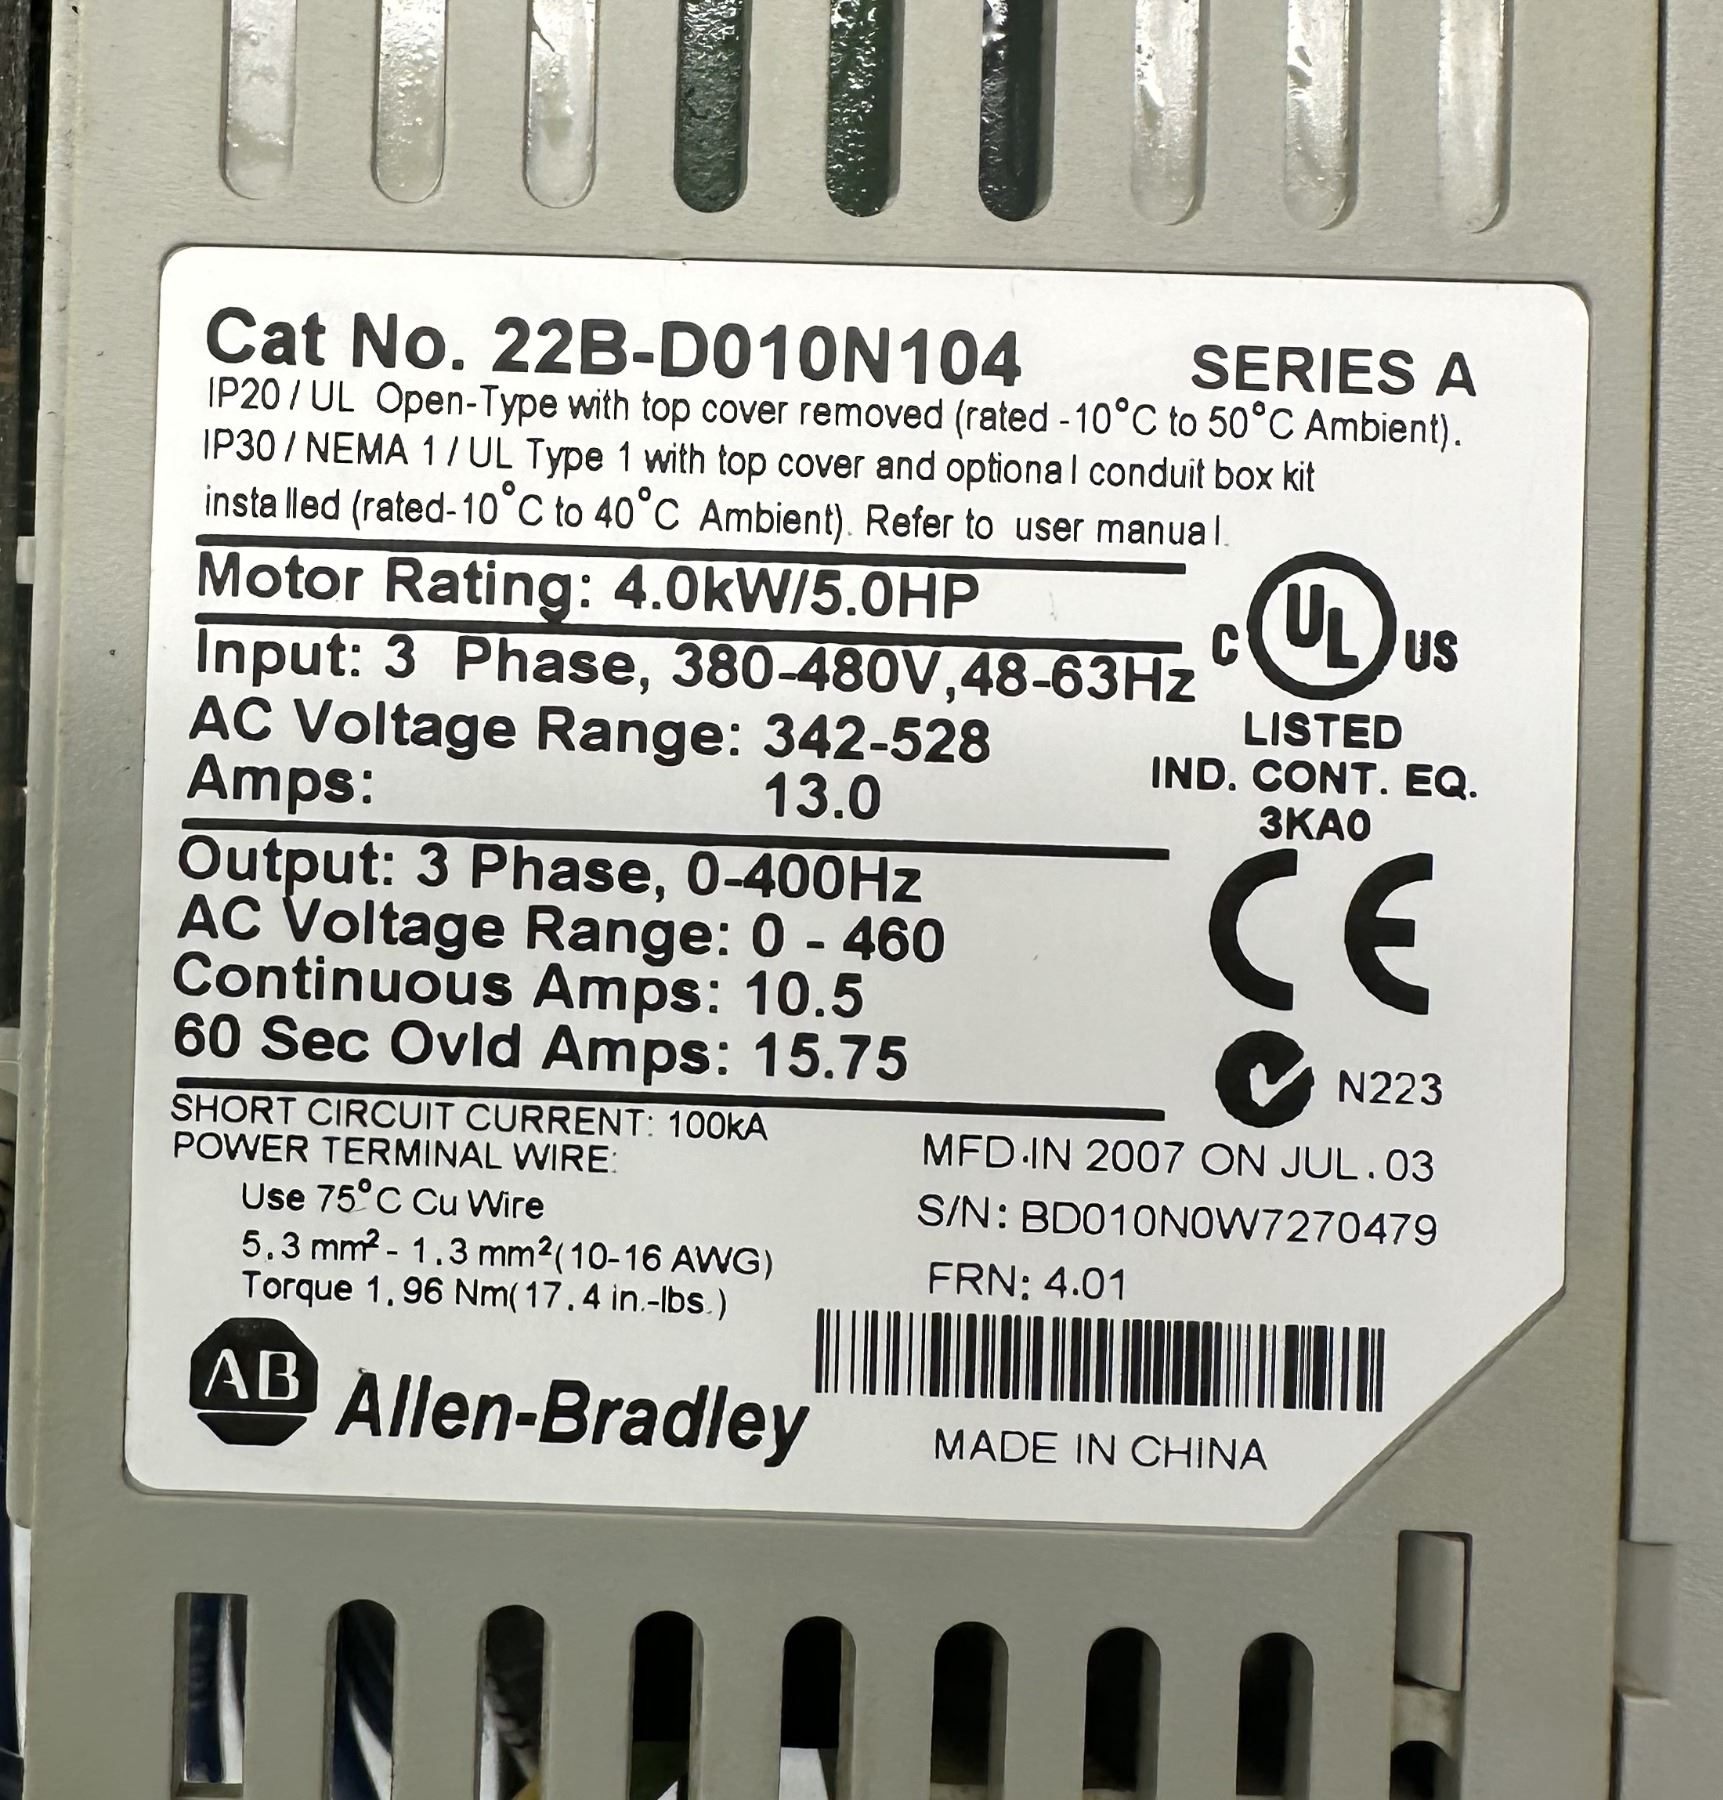 Cat No. 22B-D010N104 SERIES A
IP20 / UL Open-Type with top cover removed (rated -10°C to 50°C Ambient).
IP30 / NEMA 1 / UL Type 1 with top cover and optional conduit box kit
installed (rated-10°C to 40°C Ambient). Refer to user manual.
Motor Rating: 4.0kW/5.0HP
Input: 3 Phase, 380-480V,48-63Hz
AC Voltage Range: 342-528
Amps: 13.0
C UL US
LISTED
IND. CONT. EQ.
3KA0
Output: 3 Phase, 0-400Hz
AC Voltage Range: 0 - 460
Continuous Amps: 10.5
60 Sec Ovld Amps: 15.75
CE
N223
SHORT CIRCUIT CURRENT: 100kA
POWER TERMINAL WIRE:
Use 75°C Cu Wire
5.3 mm² - 1.3 mm²(10-16 AWG)
Torque 1.96 Nm(17.4 in.-lbs.)
MFD.IN 2007 ON JUL.03
S/N: BD010N0W7270479
FRN: 4.01
AB Allen-Bradley
MADE IN CHINA